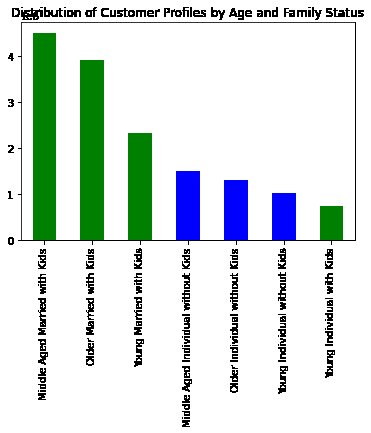 Distribution of Customer Profiles by Age and Family Status
4
3
2
1
0
Middle Aged Married with Kids
Older Married with Kids
Young Married with Kids
Middle Aged Individual without Kids
Older Individual without Kids
Young Individual without Kids
Young Individual with Kids